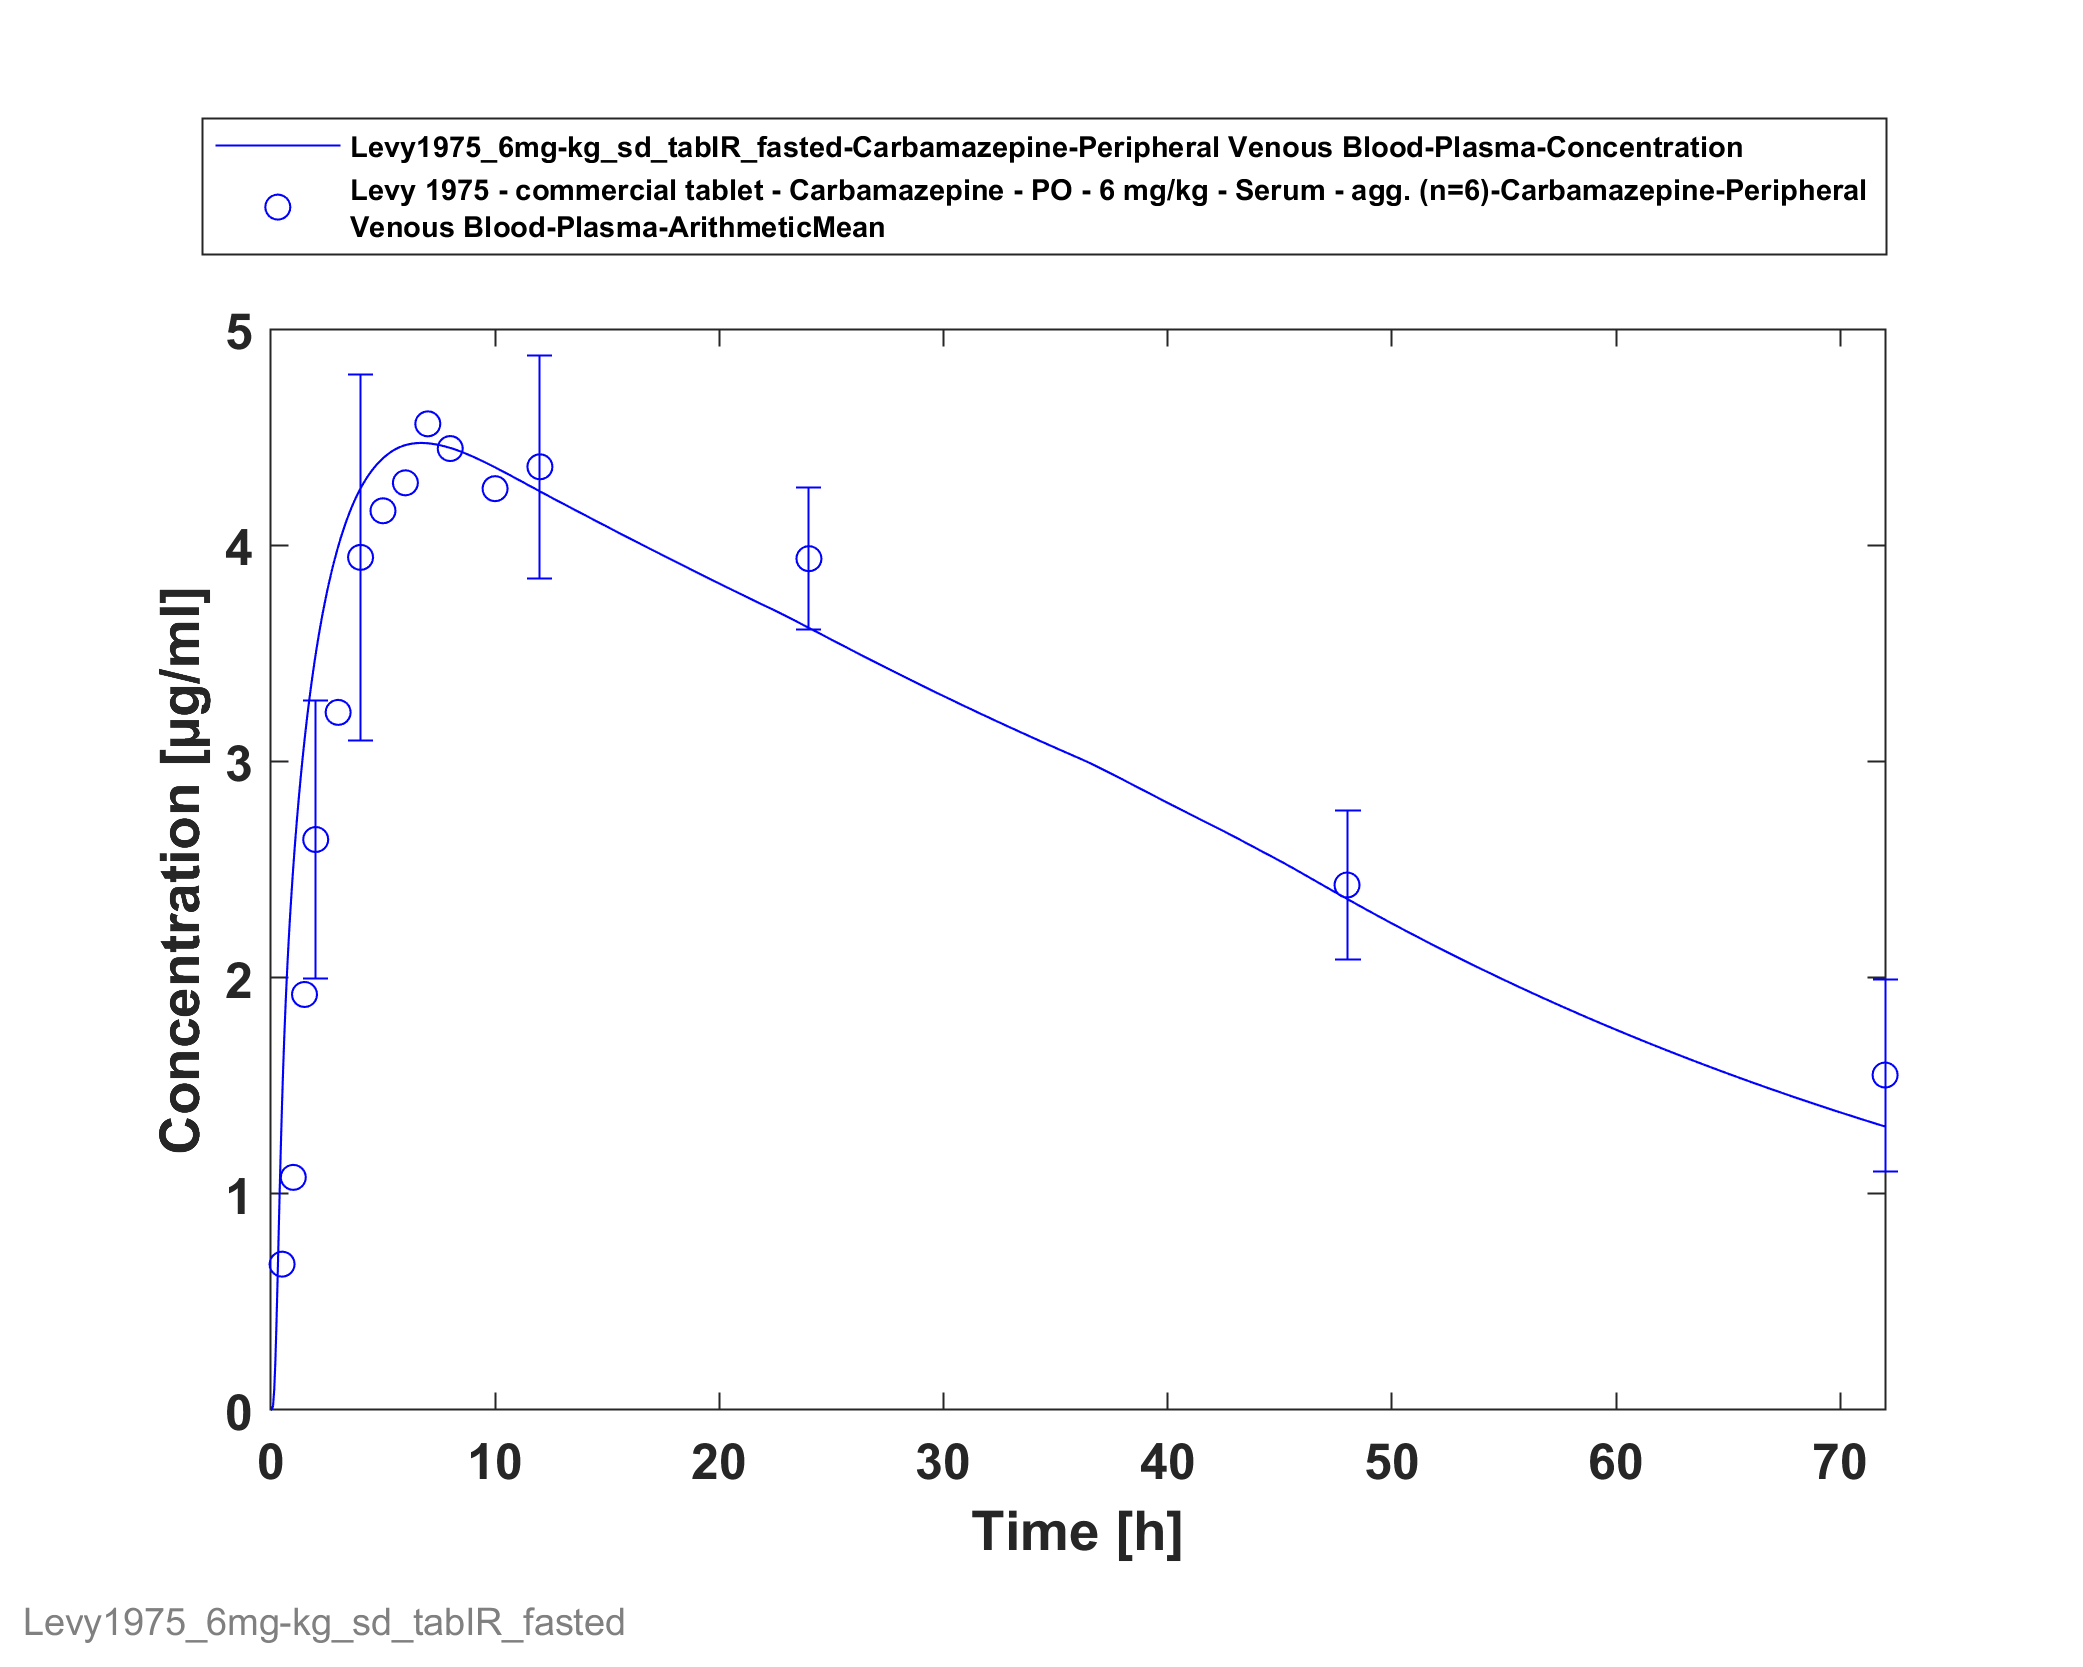 Levy1975_6mg-kg_sd_tablR_fasted-Carbamazepine-Peripheral Venous Blood-Plasma-Concentration
Levy 1975 - commercial tablet - Carbamazepine - PO - 6 mg/kg - Serum - agg. (n=6)-Carbamazepine-Peripheral
Venous Blood-Plasma-ArithmeticMean
5
4
3
2
1
0
Concentration [µg/ml]
0 10 20 30 40 50 60 70
Time [h]
Levy1975_6mg-kg_sd_tablR_fasted